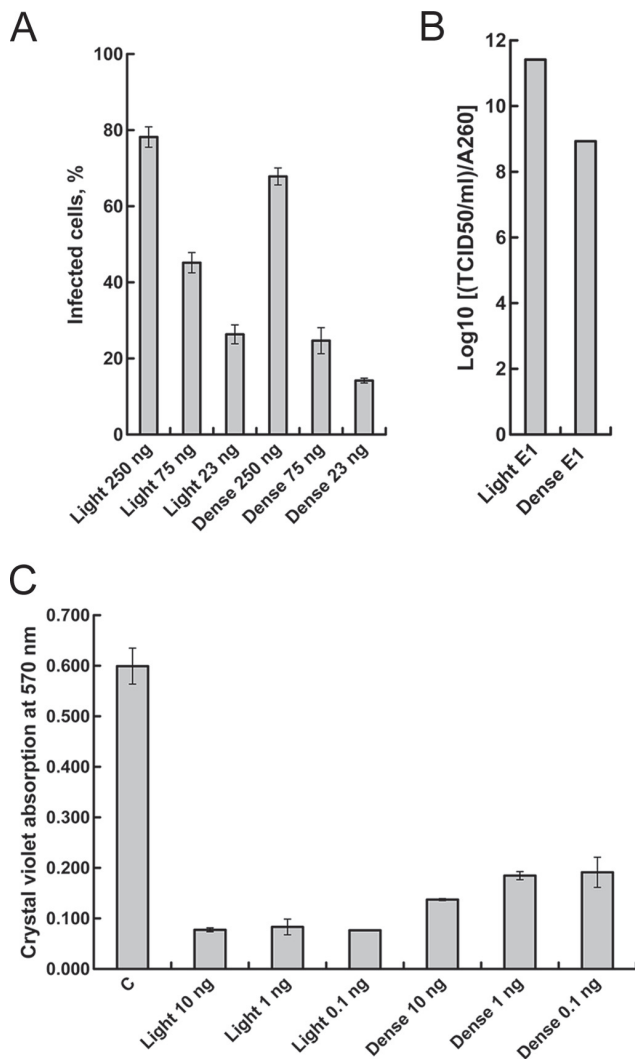 A
Infected cells, %
100
80
60
40
20
0
Light 250 ng
Light 75 ng
Light 23 ng
Dense 250 ng
Dense 75 ng
Dense 23 ng
B
Log10 [(TCID50/ml)/A260]
12
10
8
6
4
2
0
Light E1
Dense E1
C
Crystal violet absorption at 570 nm
0.700
0.600
0.500
0.400
0.300
0.200
0.100
0.000
C
Light 10 ng
Light 1 ng
Light 0.1 ng
Dense 10 ng
Dense 1 ng
Dense 0.1 ng